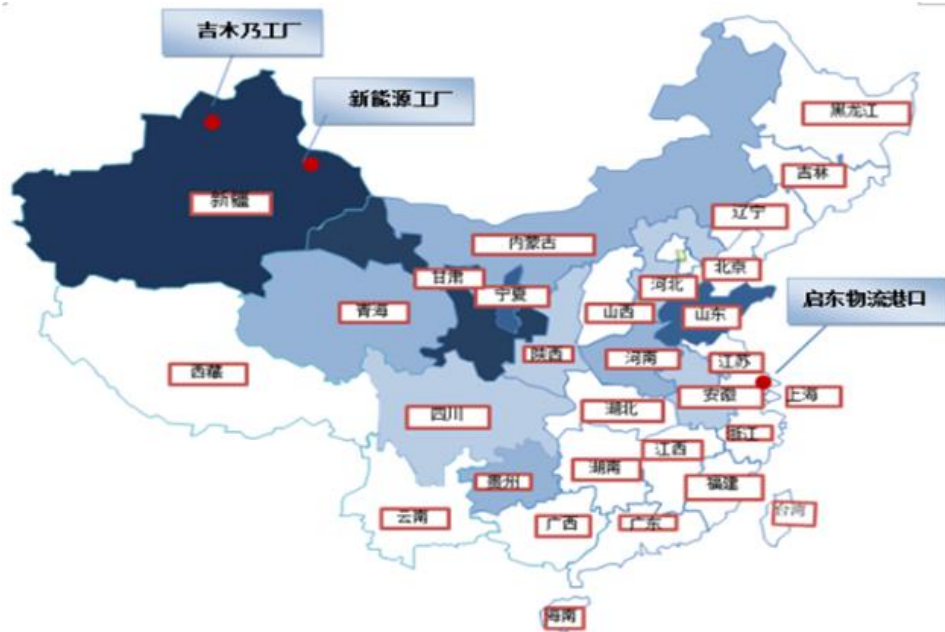 吉木乃工厂
新能源工厂
黑龙江
吉林
新疆
辽宁
内蒙古
北京
甘肃
河北
宁夏
启东物流港口
青海
山西
山东
陕西
河南
江苏
西藏
安徽
上海
四川
湖北
浙江
江西
湖南
贵州
福建
云南
广西
广东
台湾
海南